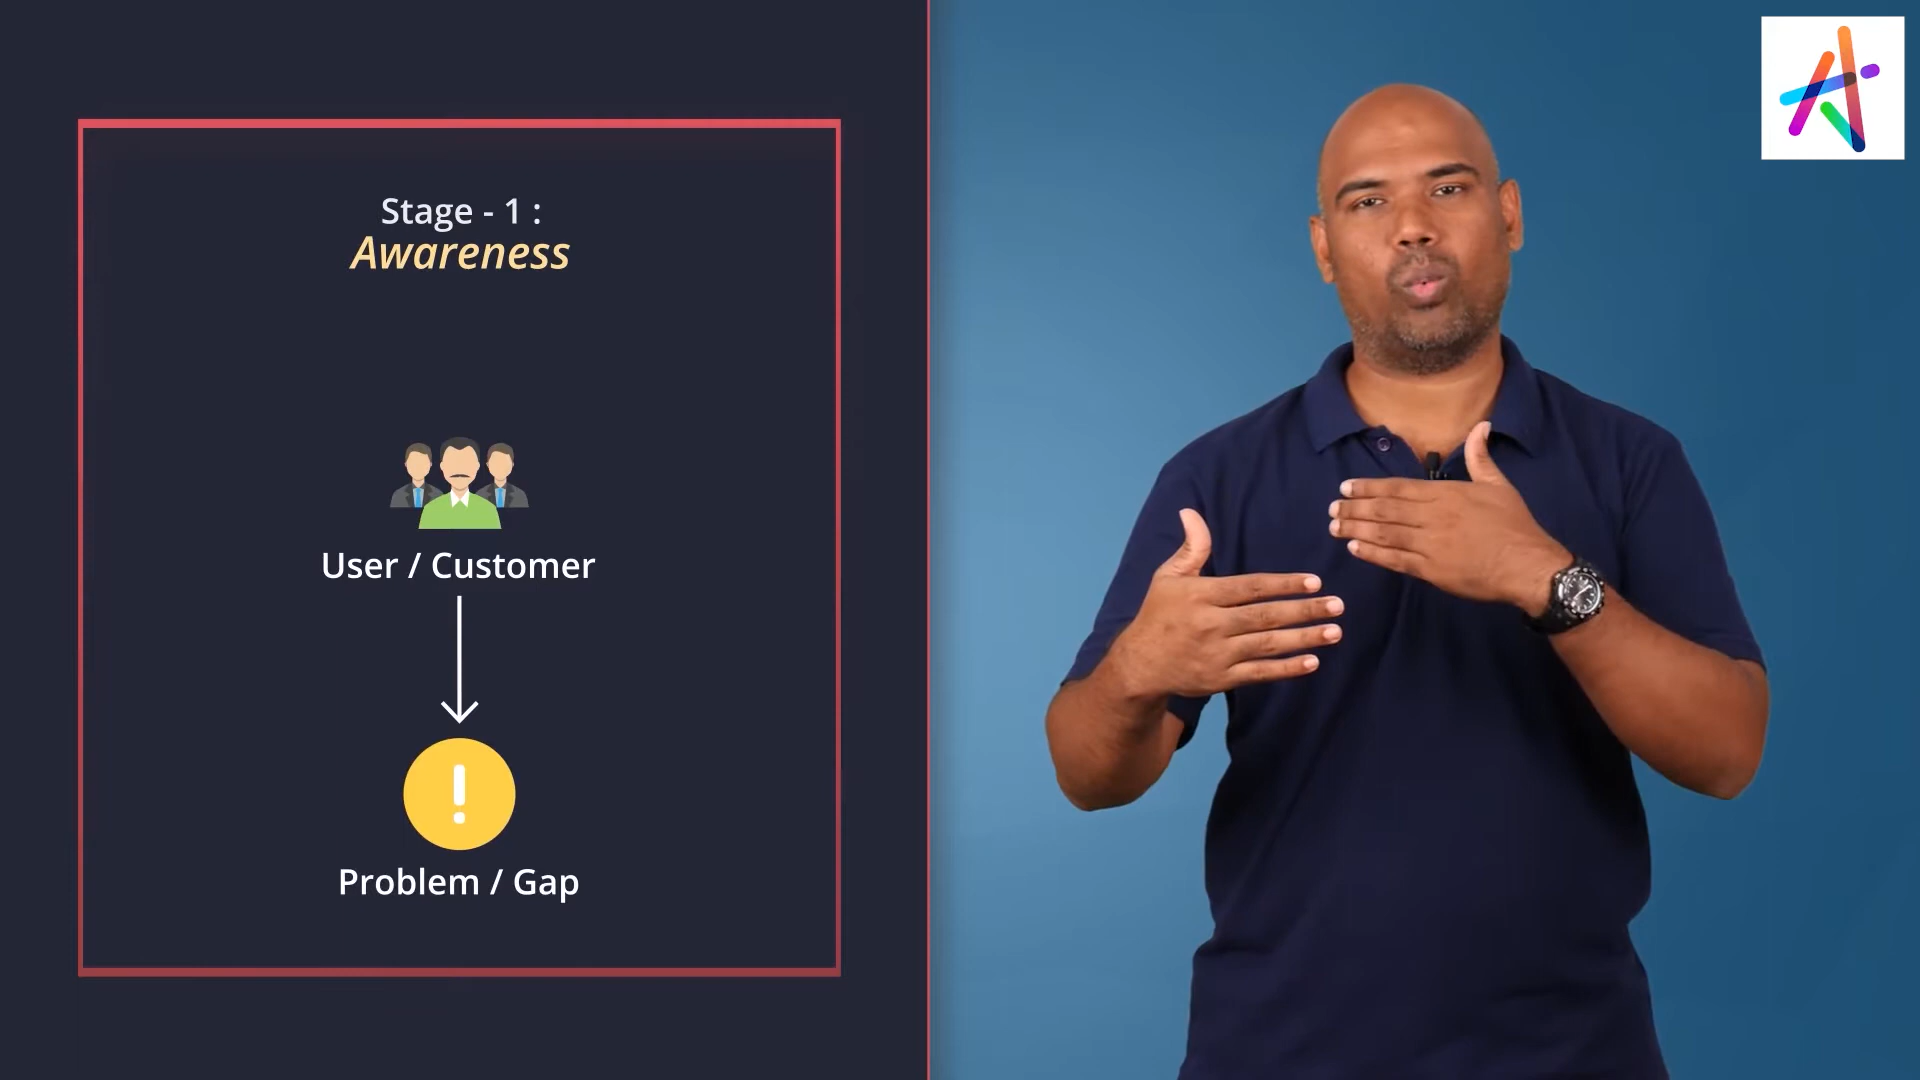 Stage - 1 :
Awareness
User / Customer
Problem / Gap